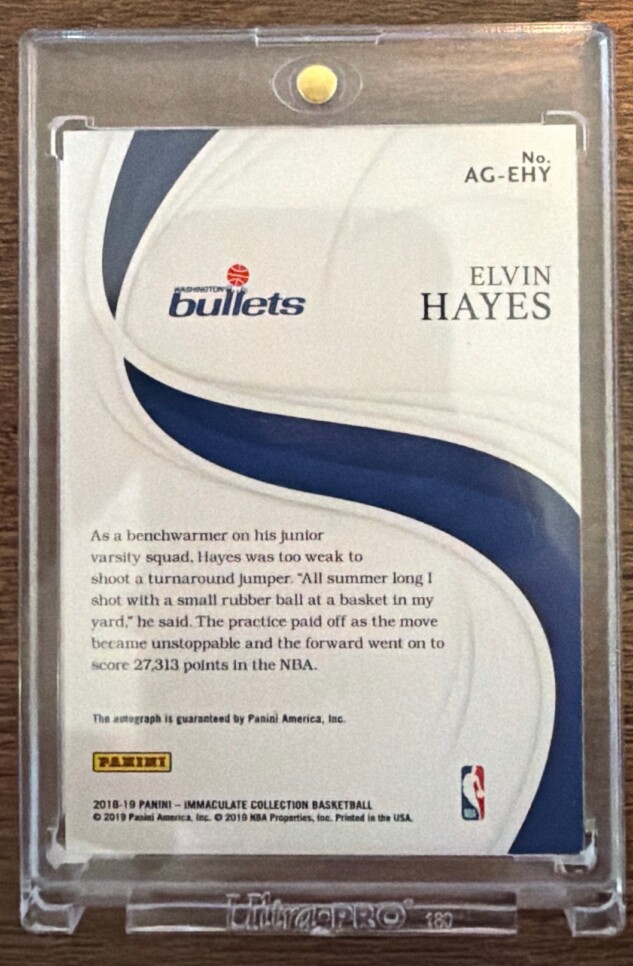 No.
AG-EHY
WASHINGTON
bullets
ELVIN
HAYES
As a benchwarmer on his junior
varsity squad, Hayes was too weak to
shoot a turnaround jumper. "All summer long I
shot with a small rubber ball at a basket in my
yard," he said. The practice paid off as the move
became unstoppable and the forward went on to
score 27,313 points in the NBA.
The autograph is guaranteed by Panini America, Inc.
PANINI
NBA
2018-19 PANINI – IMMACULATE COLLECTION BASKETBALL
© 2019 Panini America, Inc. © 2019 NBA Properties, Inc. Printed in the USA.
Ultra•PRO® 180